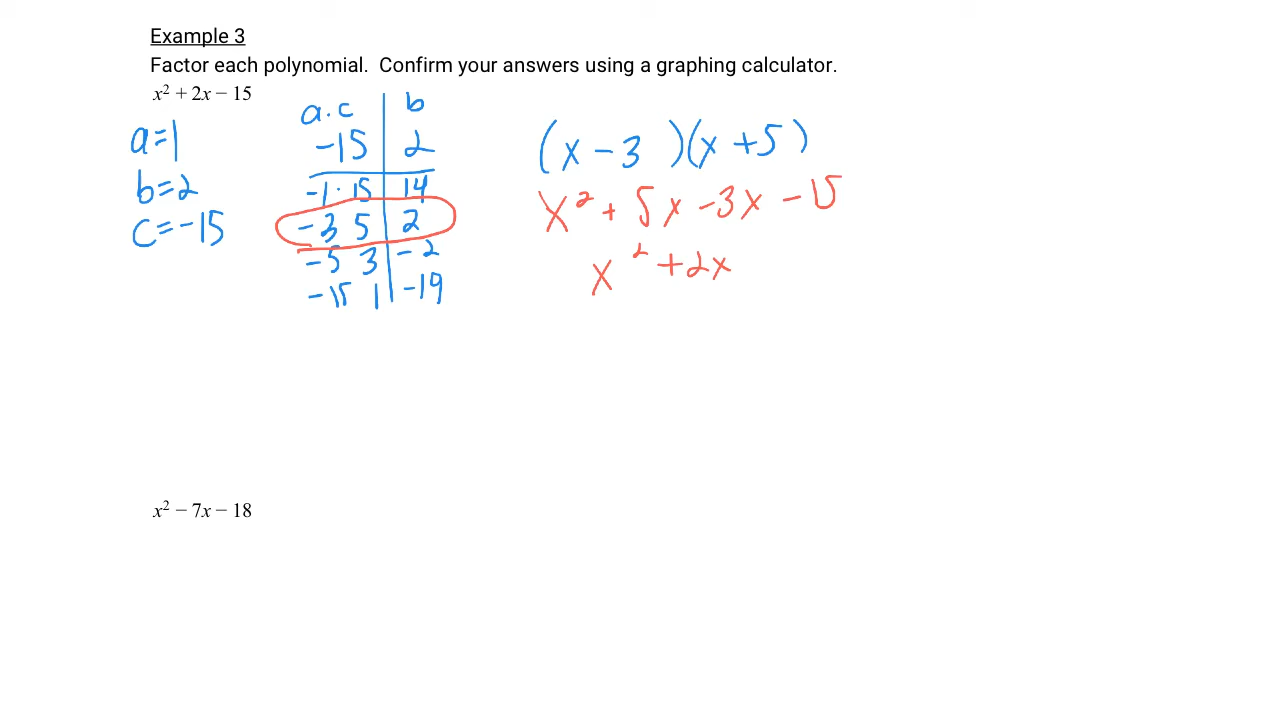 Example 3
Factor each polynomial. Confirm your answers using a graphing calculator.
x² + 2x − 15
a=1
b=2
c=-15
a·c | b
-15 | 2
-1· 15 | 14
-3 5 | 2
-5 3 | -2
-15 1 | -19
(x - 3 )(x + 5 )
x² + 5x - 3x - 15
x² + 2x
x² − 7x − 18